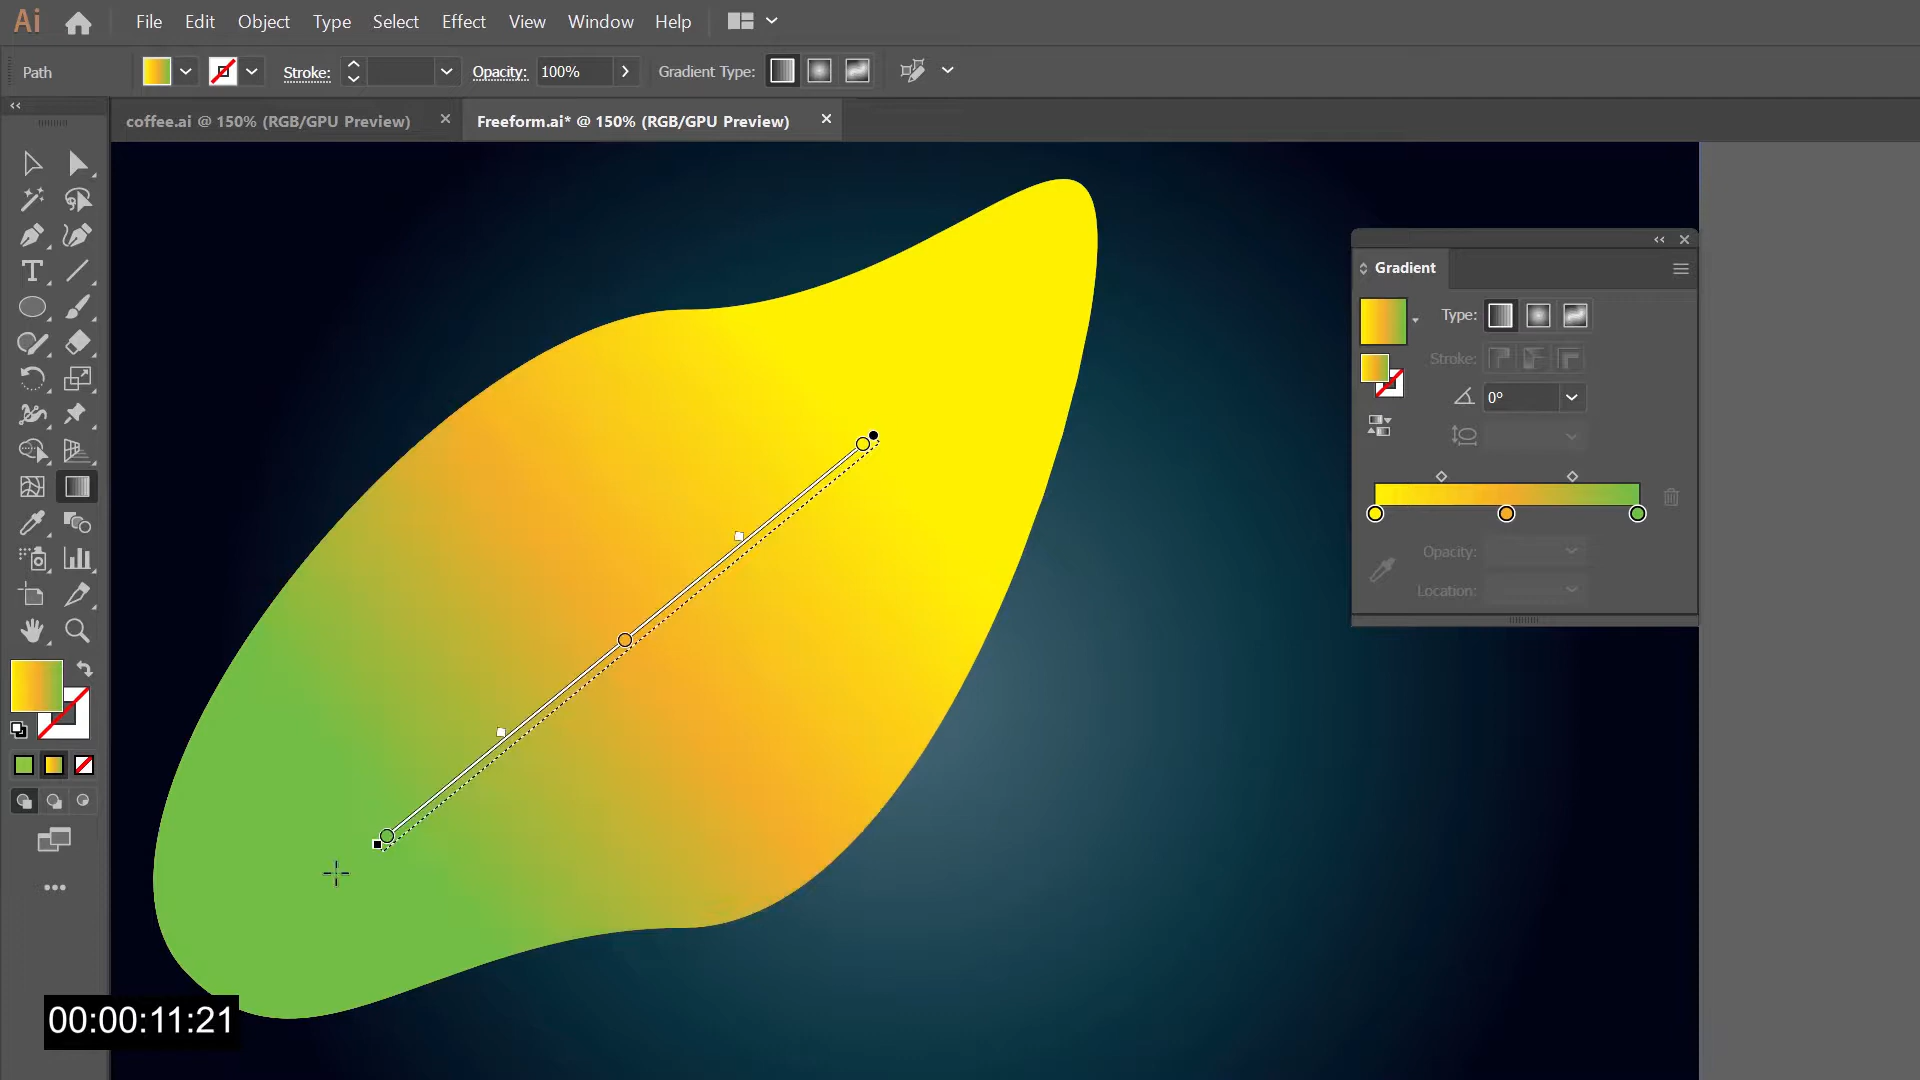 Ai File Edit Object Type Select Effect View Window Help
Path Stroke: Opacity: 100% Gradient Type:
coffee.ai @ 150% (RGB/GPU Preview) Freeform.ai* @ 150% (RGB/GPU Preview)
Gradient
Type:
Stroke:
0°
Opacity:
Location:
00:00:11:21